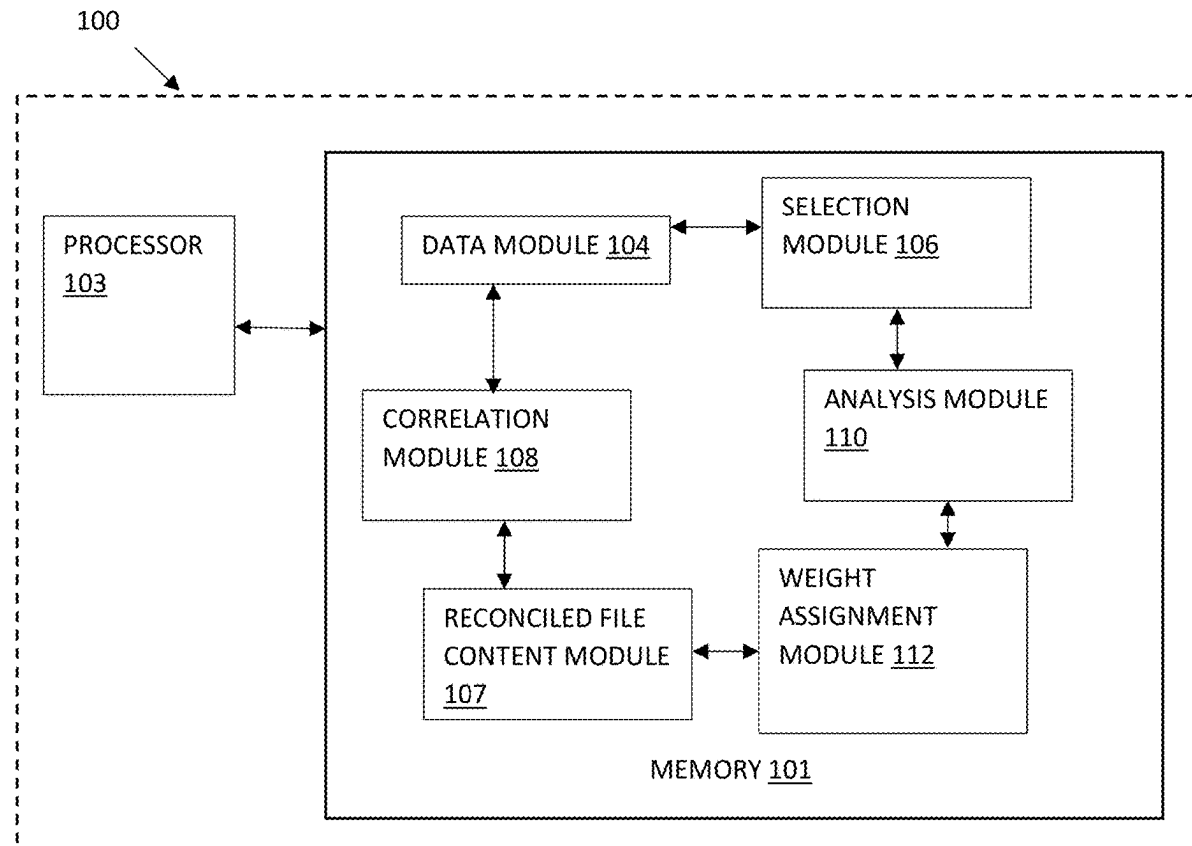 100
PROCESSOR
103
DATA MODULE 104
SELECTION
MODULE 106
CORRELATION
MODULE 108
ANALYSIS MODULE
110
RECONCILED FILE
CONTENT MODULE
107
WEIGHT
ASSIGNMENT
MODULE 112
MEMORY 101